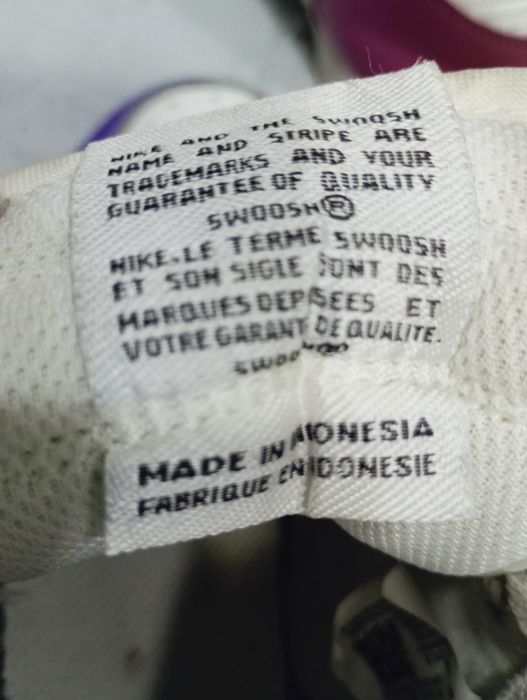 NIKE AND THE SWOOSH
NAME AND STRIPE ARE
TRADEMARKS AND YOUR
GUARANTEE OF QUALITY
SWOOSH®
NIKE.LE TERME SWOOSH
ET SON SIGLE SONT DES
MARQUES DEPOSEES ET
VOTRE GARANT DE QUALITE.
SWOOSH®
MADE IN INDONESIA
FABRIQUE EN INDONESIE